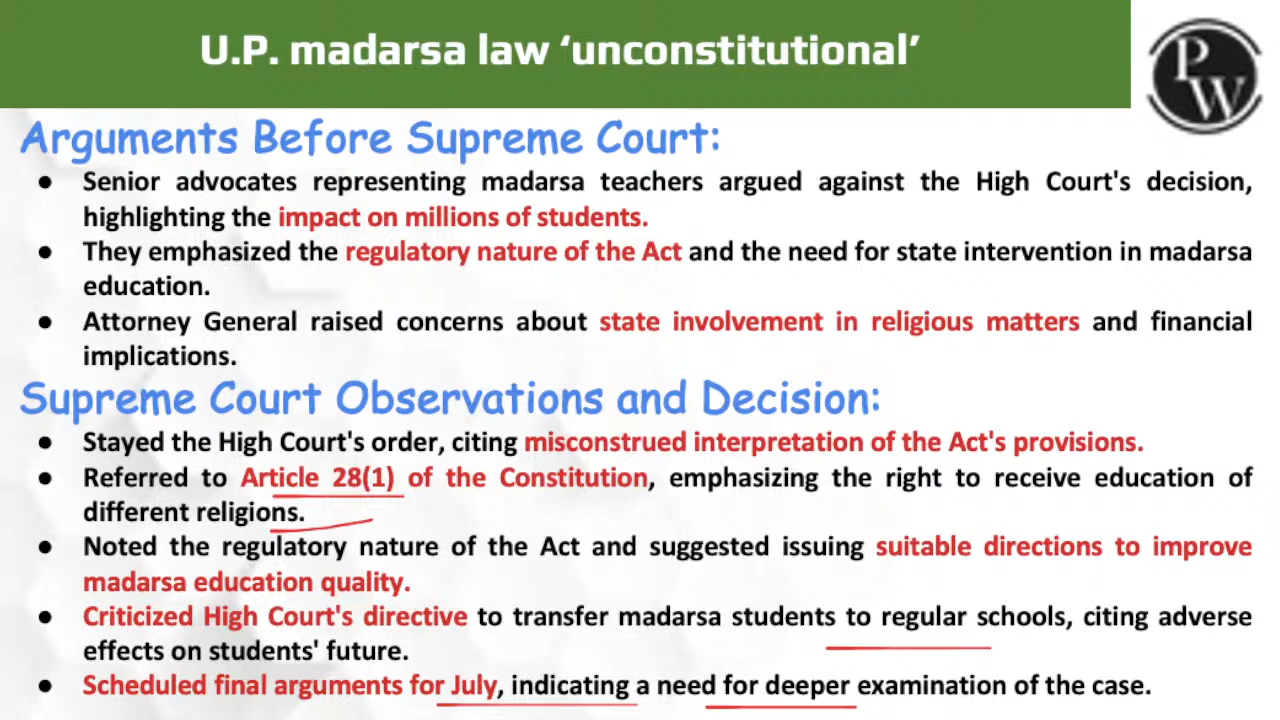 U.P. madarsa law ‘unconstitutional’
PW
Arguments Before Supreme Court:
● Senior advocates representing madarsa teachers argued against the High Court's decision,
highlighting the impact on millions of students.
● They emphasized the regulatory nature of the Act and the need for state intervention in madarsa
education.
● Attorney General raised concerns about state involvement in religious matters and financial
implications.
Supreme Court Observations and Decision:
● Stayed the High Court's order, citing misconstrued interpretation of the Act's provisions.
● Referred to Article 28(1) of the Constitution, emphasizing the right to receive education of
different religions.
● Noted the regulatory nature of the Act and suggested issuing suitable directions to improve
madarsa education quality.
● Criticized High Court's directive to transfer madarsa students to regular schools, citing adverse
effects on students' future.
● Scheduled final arguments for July, indicating a need for deeper examination of the case.